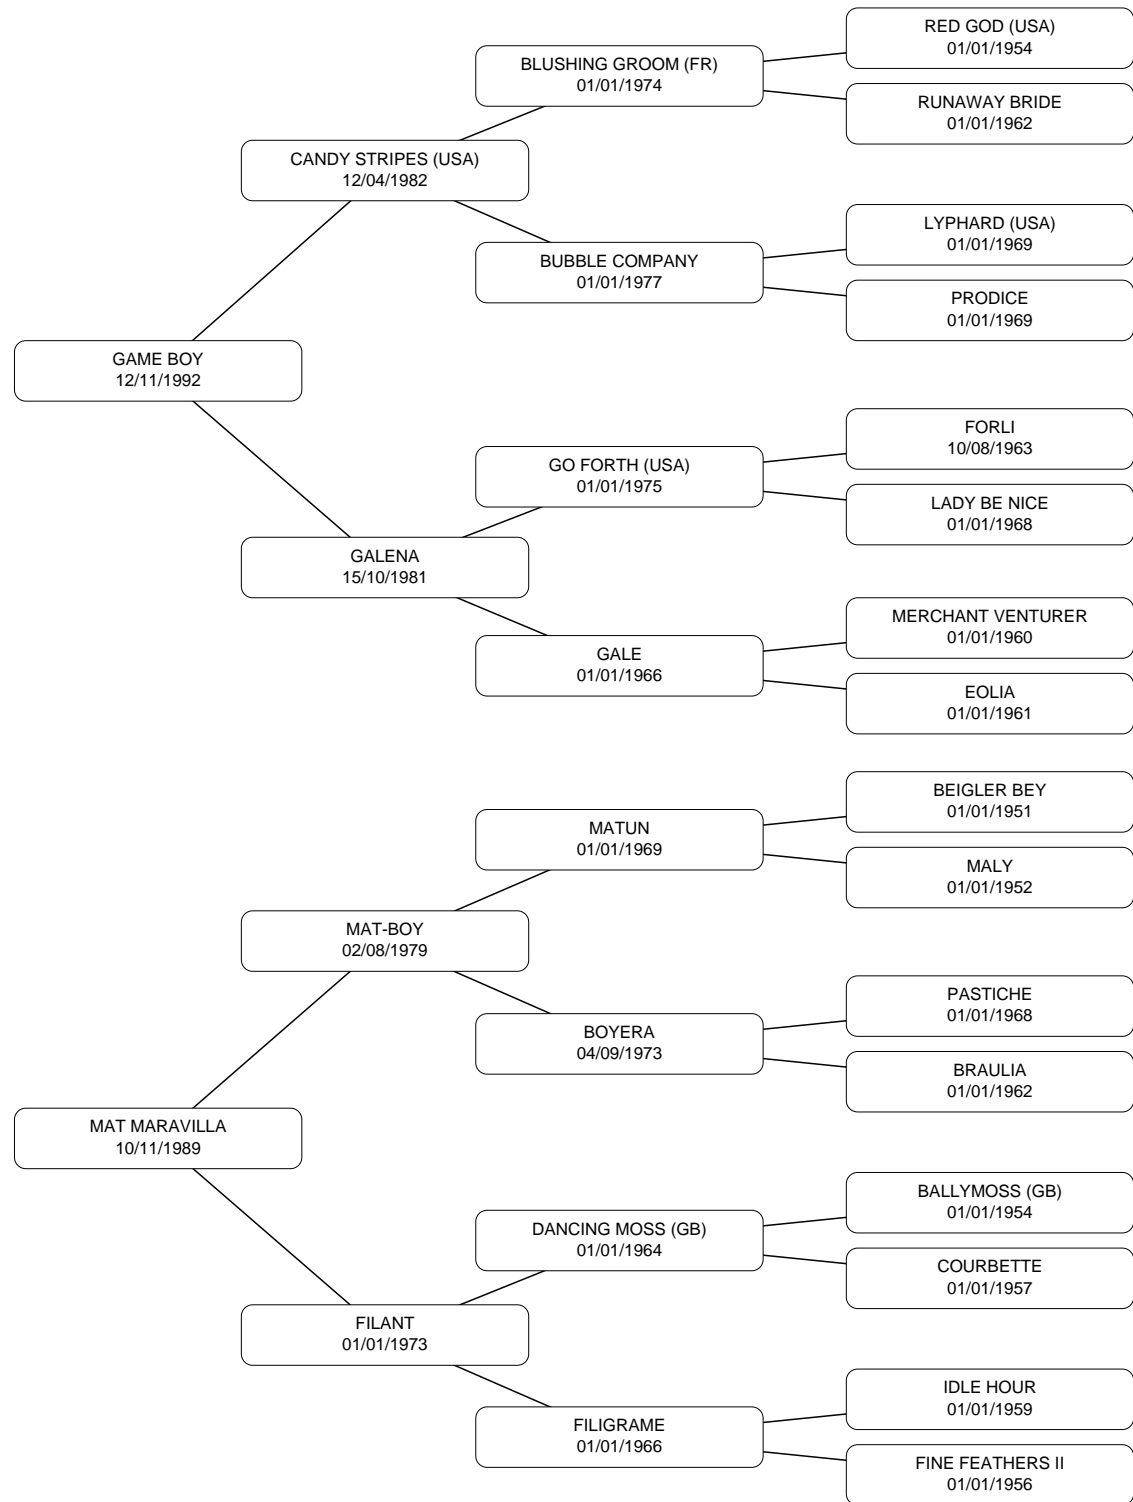 RED GOD (USA)
01/01/1954
BLUSHING GROOM (FR)
01/01/1974
RUNAWAY BRIDE
01/01/1962
CANDY STRIPES (USA)
12/04/1982
LYPHARD (USA)
01/01/1969
BUBBLE COMPANY
01/01/1977
PRODICE
01/01/1969
GAME BOY
12/11/1992
FORLI
10/08/1963
GO FORTH (USA)
01/01/1975
LADY BE NICE
01/01/1968
GALENA
15/10/1981
MERCHANT VENTURER
01/01/1960
GALE
01/01/1966
EOLIA
01/01/1961
BEIGLER BEY
01/01/1951
MATUN
01/01/1969
MALY
01/01/1952
MAT-BOY
02/08/1979
PASTICHE
01/01/1968
BOYERA
04/09/1973
BRAULIA
01/01/1962
MAT MARAVILLA
10/11/1989
BALLYMOSS (GB)
01/01/1954
DANCING MOSS (GB)
01/01/1964
COURBETTE
01/01/1957
FILANT
01/01/1973
IDLE HOUR
01/01/1959
FILIGRAME
01/01/1966
FINE FEATHERS II
01/01/1956